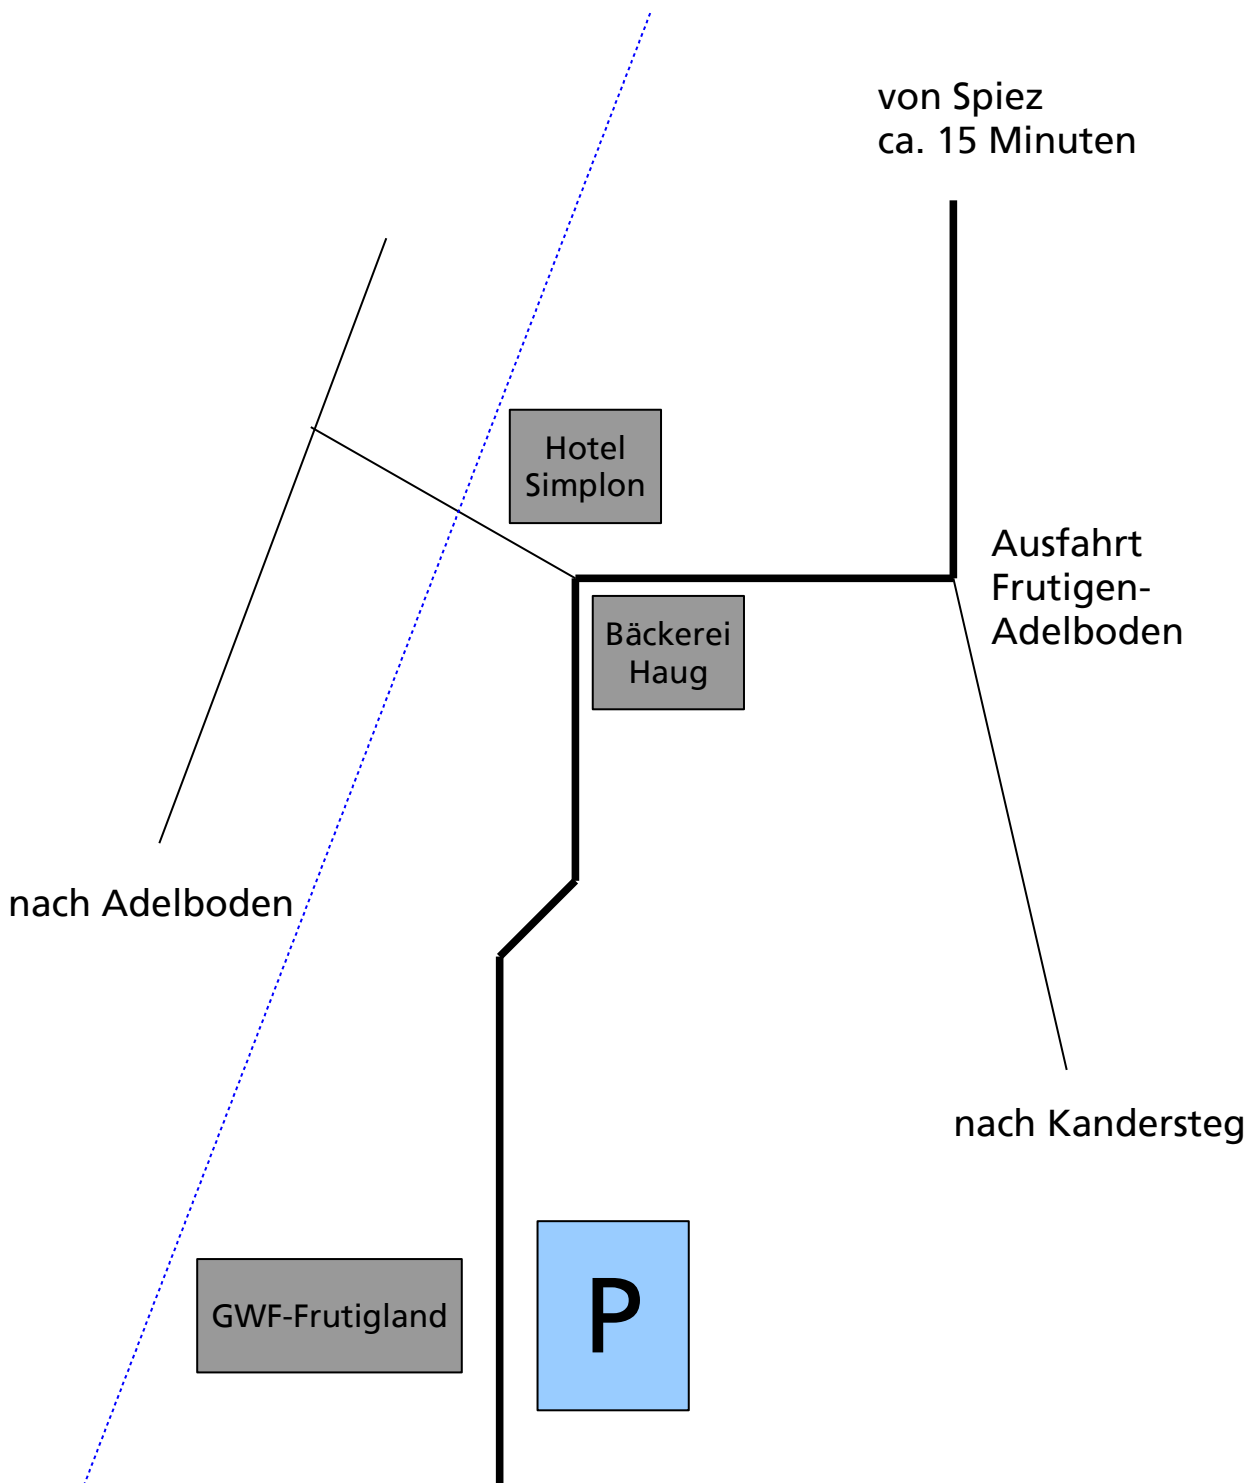 von Spiez
ca. 15 Minuten
Hotel
Simplon
Ausfahrt
Frutigen-
Adelboden
Bäckerei
Haug
nach Adelboden
nach Kandersteg
GWF-Frutigland
P